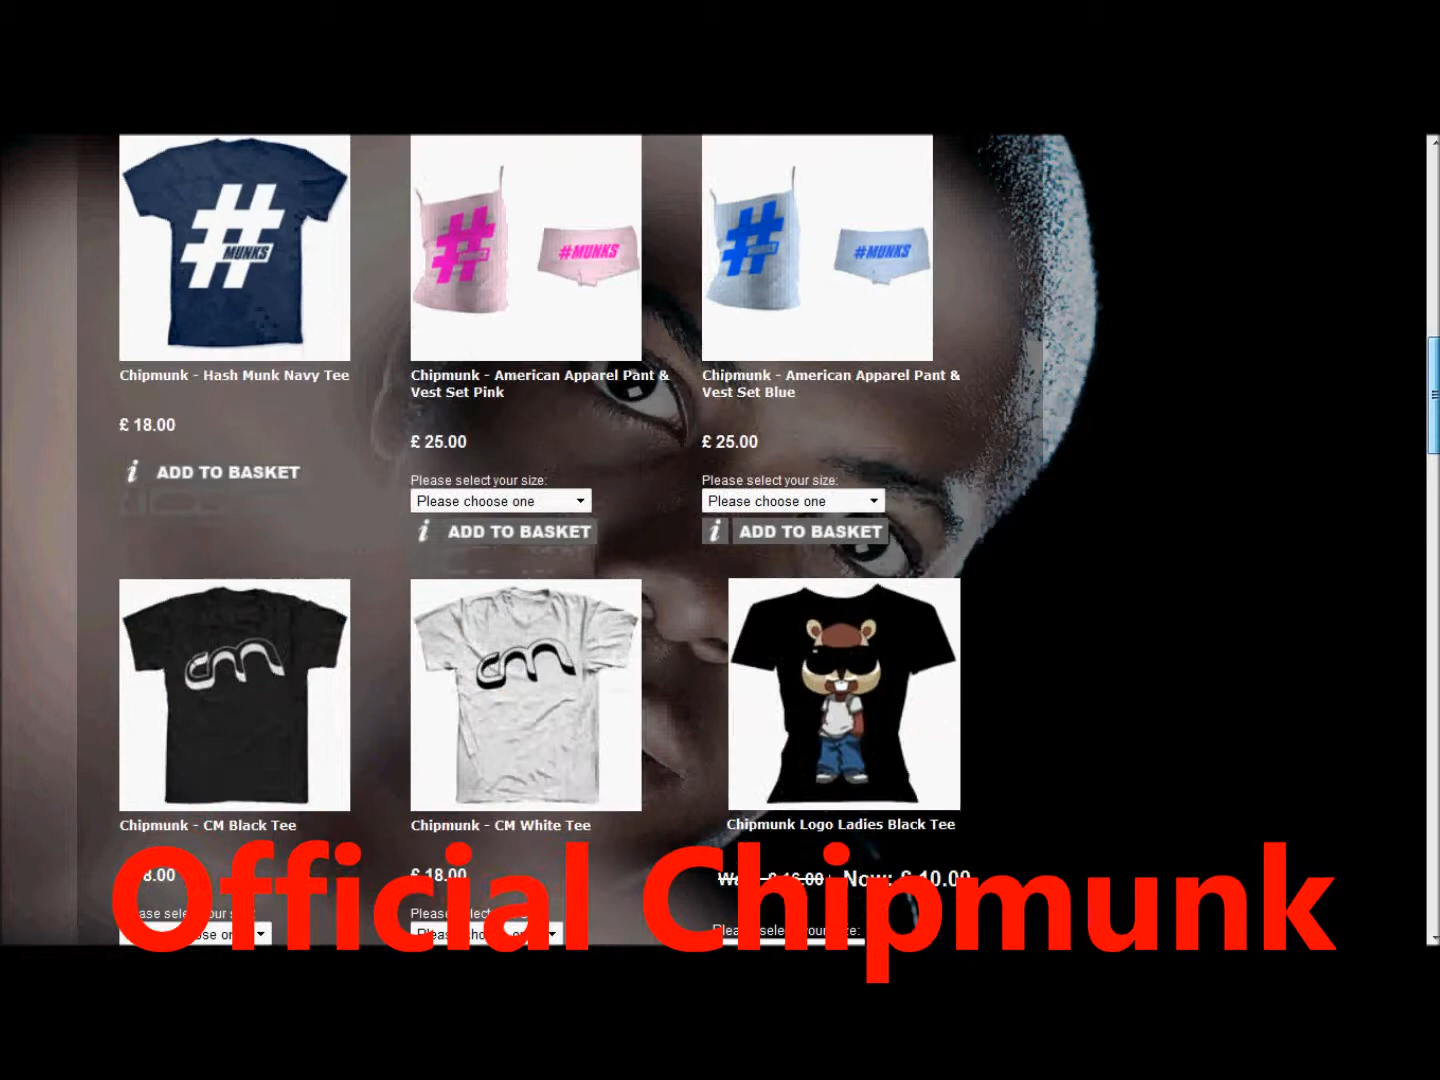 #
MUNKS
#
#MUNKS
#
#MUNKS
Chipmunk - Hash Munk Navy Tee
£ 18.00
i ADD TO BASKET
Chipmunk - American Apparel Pant &
Vest Set Pink
£ 25.00
Please select your size:
Please choose one
i ADD TO BASKET
Chipmunk - American Apparel Pant &
Vest Set Blue
£ 25.00
Please select your size:
Please choose one
i ADD TO BASKET
cm
cm
Chipmunk - CM Black Tee
Chipmunk - CM White Tee
£ 18.00
Chipmunk Logo Ladies Black Tee
Now: £ 10.00
Official Chipmunk